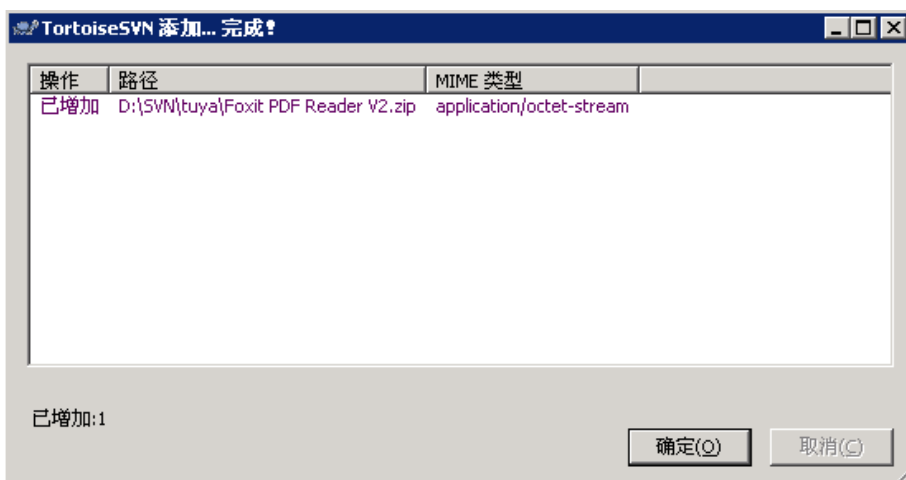 TortoiseSVN 添加... 完成!
操作 路径 MIME 类型
已增加 D:\SVN\tuya\Foxit PDF Reader V2.zip application/octet-stream
已增加:1
确定(O) 取消(C)